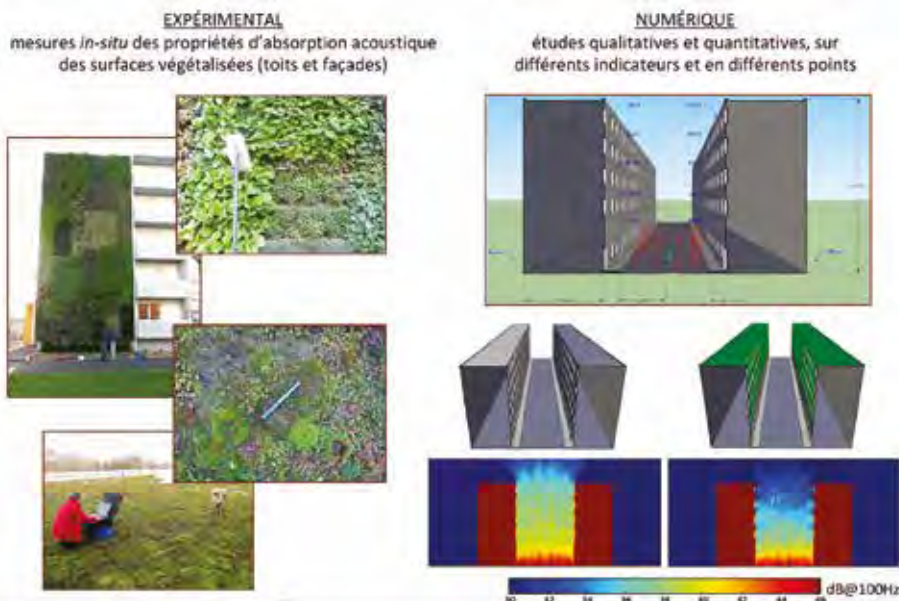 EXPÉRIMENTAL
mesures in-situ des propriétés d'absorption acoustique
des surfaces végétalisées (toits et façades)
NUMÉRIQUE
études qualitatives et quantitatives, sur
différents indicateurs et en différents points
dB@100Hz